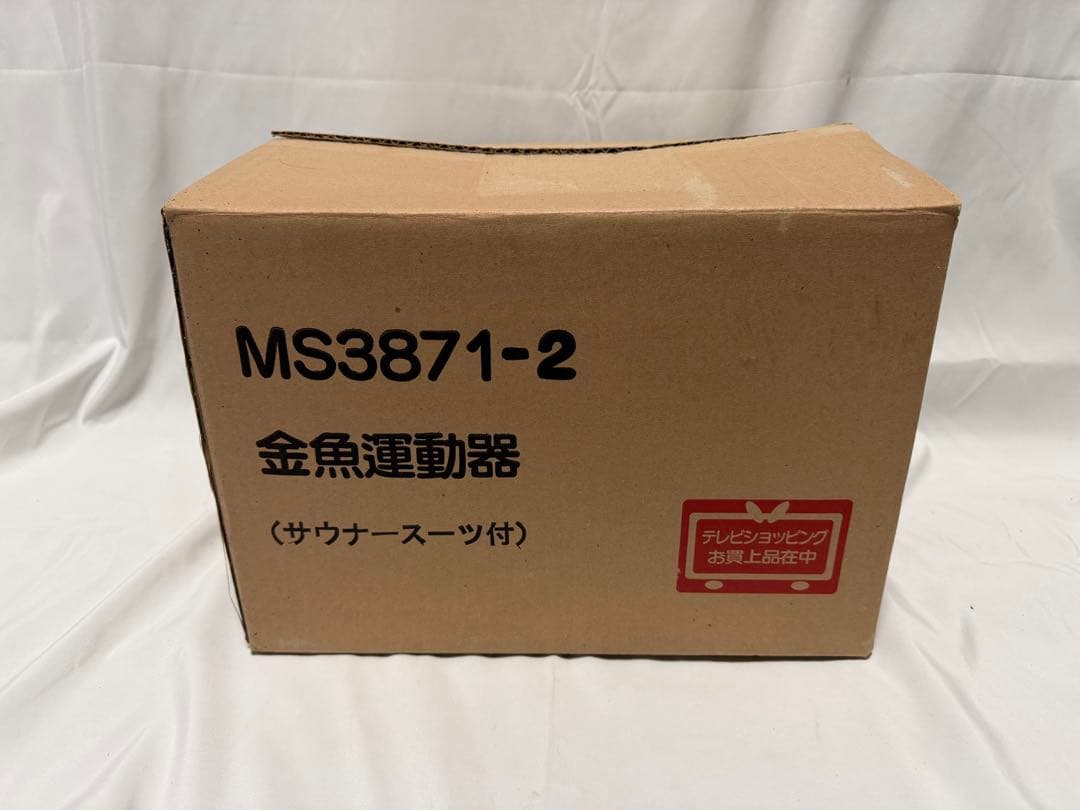 MS3871-2
金魚運動器
(サウナースーツ付)
テレビショッピング
お買上品在中